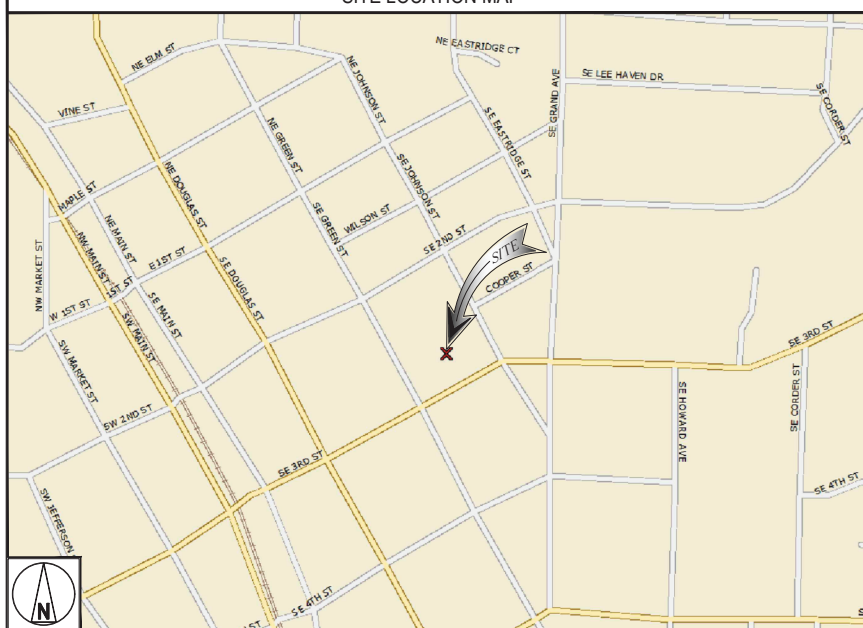 SITE LOCATION MAP
NE ELM ST
NE EASTRIDGE CT
NE JOHNSON ST
SE GRAND AVE
SE LEE HAVEN DR
SE CORDER ST
VINE ST
SE EASTRIDGE ST
NE GREEN ST
NE DOUGLAS ST
SE JOHNSON ST
MAPLE ST
SE GREEN ST
WILSON ST
NE MAIN ST
NW MAIN ST
NW MARKET ST
E 1ST ST
SE 2ND ST
SITE
SE DOUGLAS ST
COOPER ST
W 1ST ST
1ST ST
SE MAIN ST
SW MAIN ST
X
SE 3RD ST
SW MARKET ST
SE HOWARD AVE
SE CORDER ST
SW 2ND ST
SE 3RD ST
SE 4TH ST
SW JEFFERSON
N
SE 4TH ST
ST